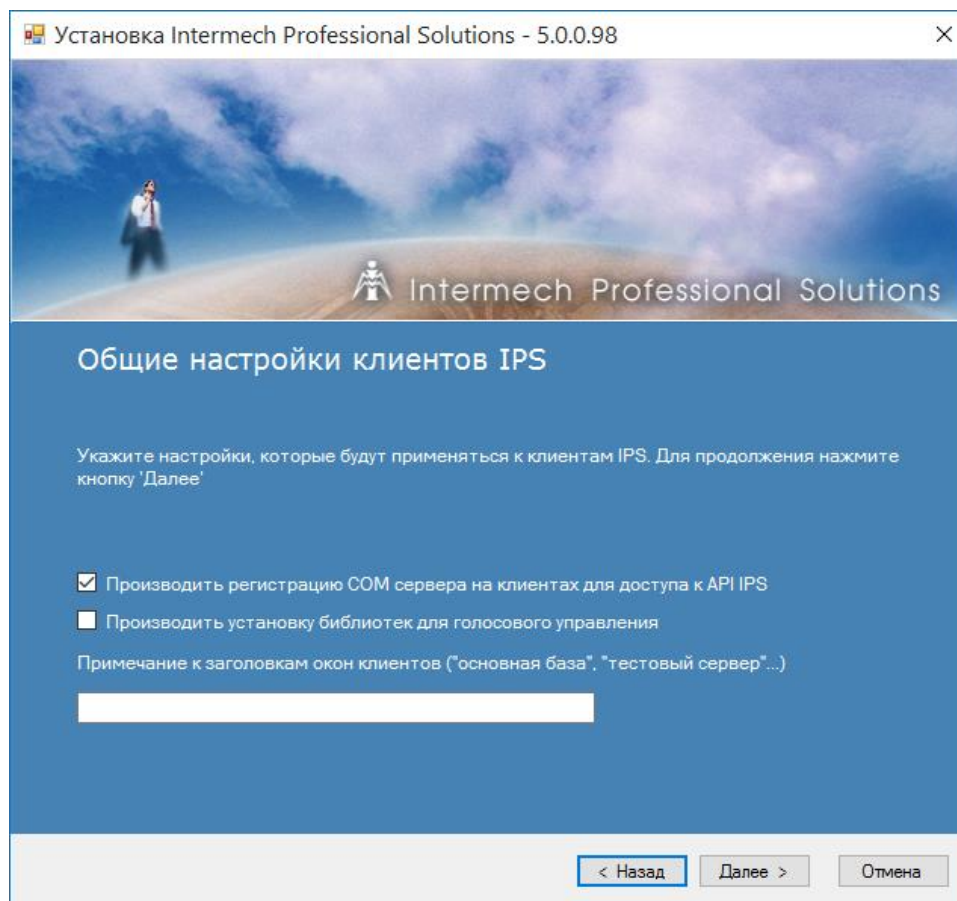 Установка Intermech Professional Solutions - 5.0.0.98
Intermech Professional Solutions
Общие настройки клиентов IPS
Укажите настройки, которые будут применяться к клиентам IPS. Для продолжения нажмите
кнопку 'Далее'
Производить регистрацию COM сервера на клиентах для доступа к API IPS
Производить установку библиотек для голосового управления
Примечание к заголовкам окон клиентов ("основная база", "тестовый сервер"...)
< Назад
Далее >
Отмена